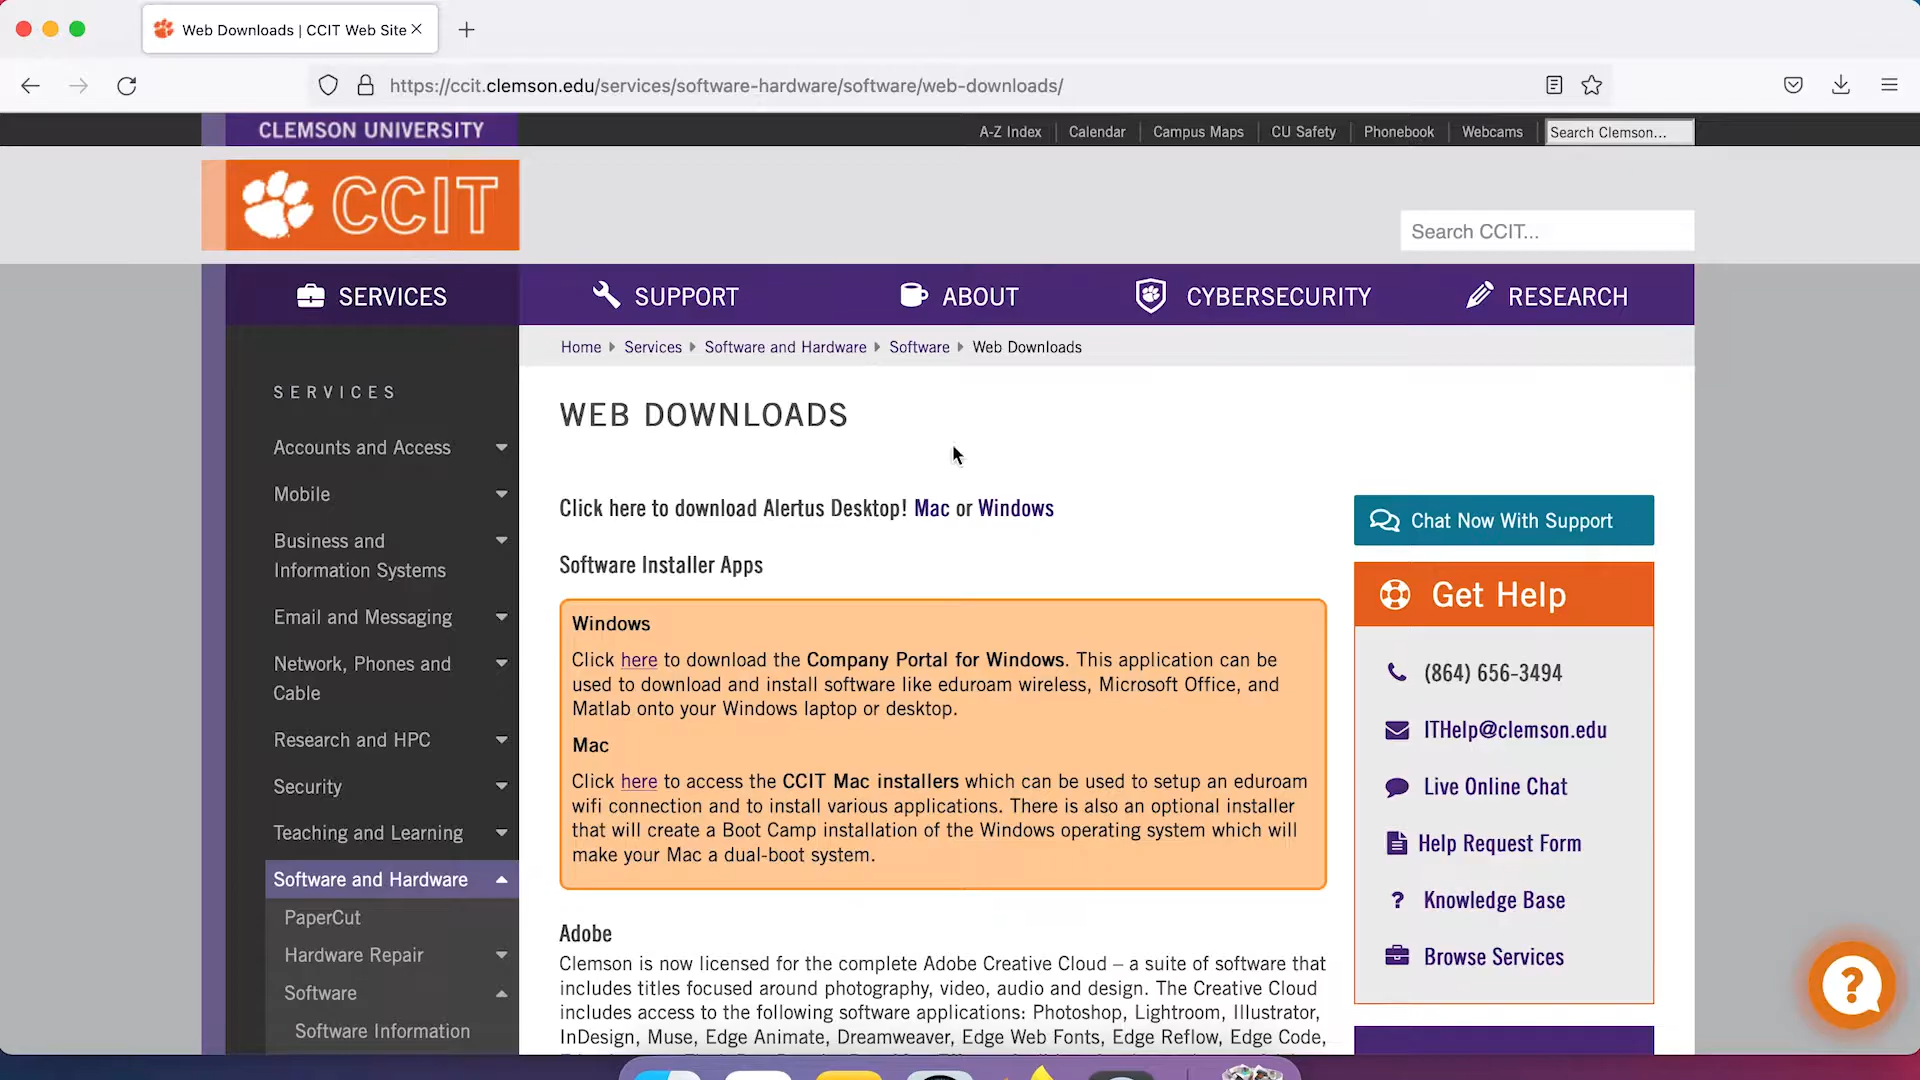 Web Downloads | CCIT Web Site
https://ccit.clemson.edu/services/software-hardware/software/web-downloads/
CLEMSON UNIVERSITY
A-Z Index
Calendar
Campus Maps
CU Safety
Phonebook
Webcams
Search Clemson...
CCIT
Search CCIT...
SERVICES
SUPPORT
ABOUT
CYBERSECURITY
RESEARCH
Home
Services
Software and Hardware
Software
Web Downloads
SERVICES
Accounts and Access
Mobile
Business and
Information Systems
Email and Messaging
Network, Phones and
Cable
Research and HPC
Security
Teaching and Learning
Software and Hardware
PaperCut
Hardware Repair
Software
Software Information
WEB DOWNLOADS
Click here to download Alertus Desktop! Mac or Windows
Software Installer Apps
Windows
Click here to download the Company Portal for Windows. This application can be
used to download and install software like eduroam wireless, Microsoft Office, and
Matlab onto your Windows laptop or desktop.
Mac
Click here to access the CCIT Mac installers which can be used to setup an eduroam
wifi connection and to install various applications. There is also an optional installer
that will create a Boot Camp installation of the Windows operating system which will
make your Mac a dual-boot system.
Adobe
Clemson is now licensed for the complete Adobe Creative Cloud – a suite of software that
includes titles focused around photography, video, audio and design. The Creative Cloud
includes access to the following software applications: Photoshop, Lightroom, Illustrator,
InDesign, Muse, Edge Animate, Dreamweaver, Edge Web Fonts, Edge Reflow, Edge Code,
Chat Now With Support
Get Help
(864) 656-3494
ITHelp@clemson.edu
Live Online Chat
Help Request Form
? Knowledge Base
Browse Services
?